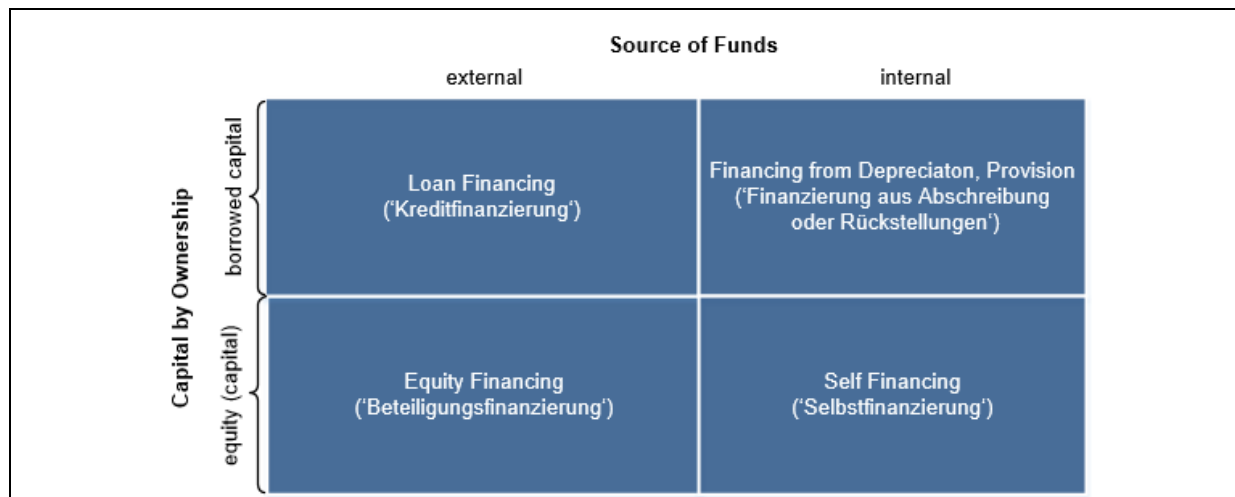 Source of Funds
external
internal
Capital by Ownership
borrowed capital
Loan Financing
(‘Kreditfinanzierung‘)
Financing from Depreciaton, Provision
(‘Finanzierung aus Abschreibung
oder Rückstellungen‘)
equity (capital)
Equity Financing
(‘Beteiligungsfinanzierung‘)
Self Financing
(‘Selbstfinanzierung‘)